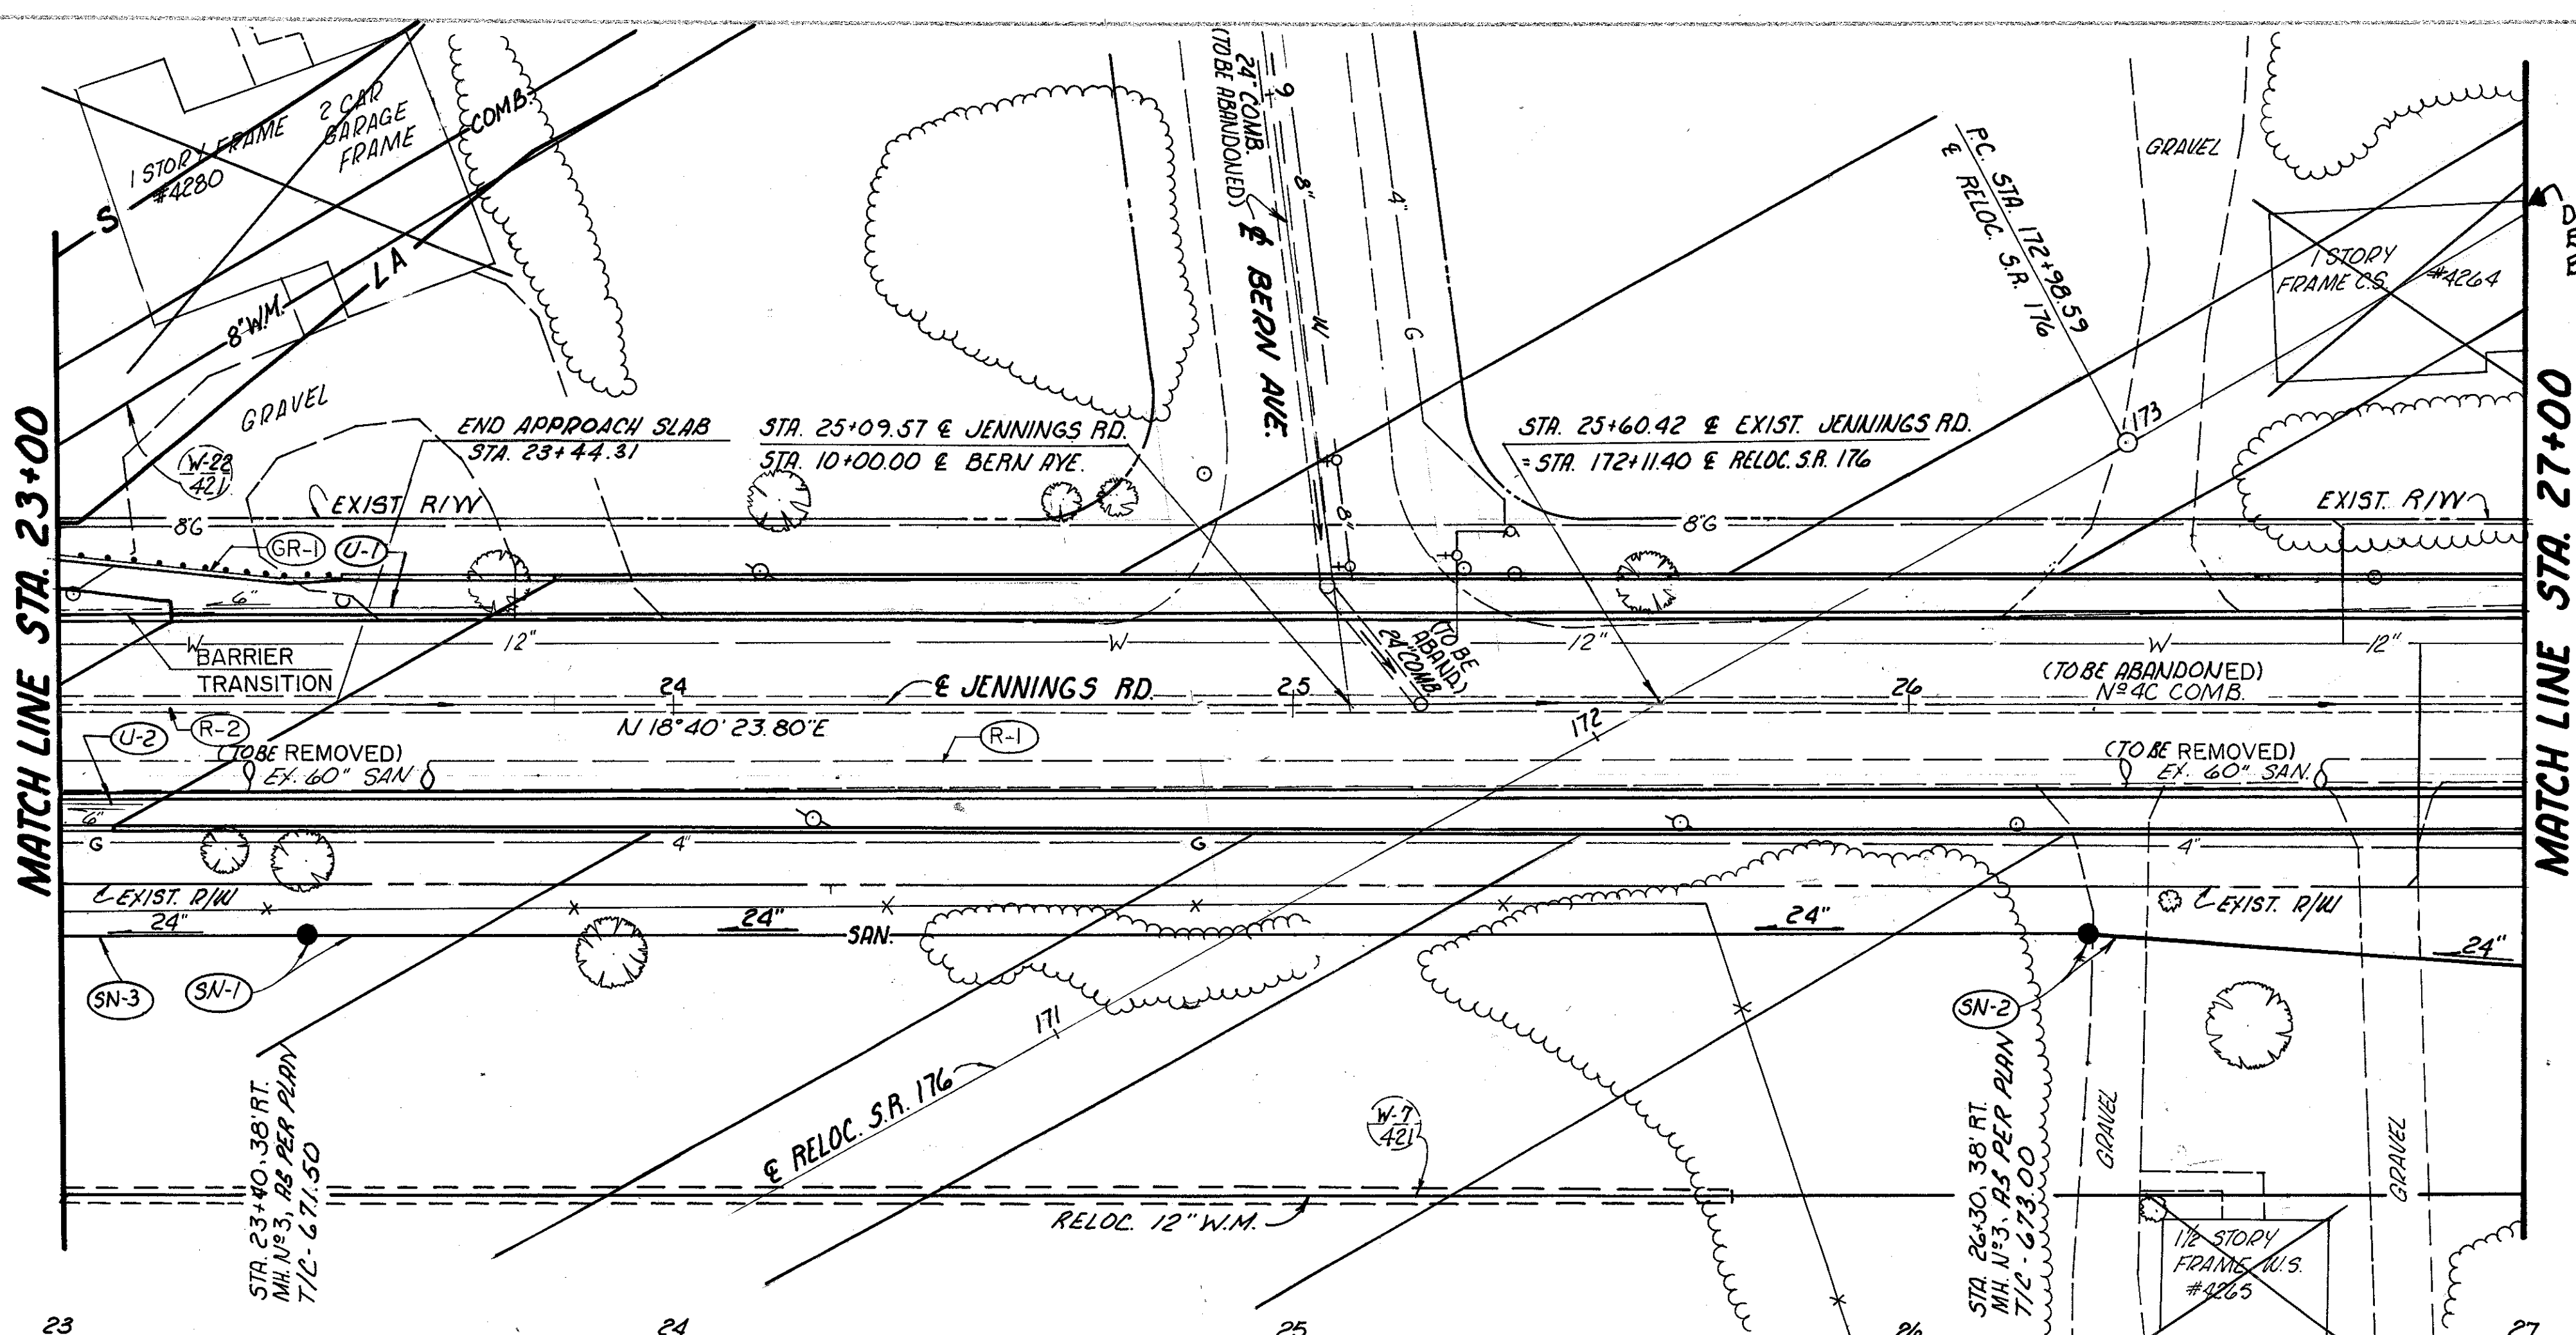 MATCH LINE STA. 23+00
1 STORY FRAME
#4280
2 CAR
GARAGE
FRAME
COMB.
S
LA
8"W.M.
GRAVEL
W-22
421
END APPROACH SLAB
STA. 23+44.31
STA. 25+09.57 ℄ JENNINGS RD.
STA. 10+00.00 ℄ BERN AVE.
24" COMB.
(TO BE ABANDONED)
9
8"
W
℄ BERN AVE.
4"
G
8"
STA. 25+60.42 ℄ EXIST. JENNINGS RD.
= STA. 172+11.40 ℄ RELOC. S.R. 176
P.C. STA. 172+98.59
℄ RELOC. S.R. 176
GRAVEL
1 STORY
FRAME C.S.
#4264
173
EXIST. R/W
EXIST. R/W
8"G
8"G
GR-1
U-1
6"
W
12"
W
12"
W
12"
BARRIER
TRANSITION
24" COMB.
(TO BE
ABAND.)
(TO BE ABANDONED)
Nº 4C COMB.
24
℄ JENNINGS RD.
25
26
N 18°40' 23.80"E
R-2
U-2
R-1
172
(TO BE REMOVED)
EX. 60" SAN
(TO BE REMOVED)
EX. 60" SAN.
6"
G
4"
G
4"
EXIST. R/W
EXIST. R/W
24"
24"
SAN.
24"
24"
SN-3
SN-1
SN-2
171
℄ RELOC. S.R. 176
STA. 23+40, 38' RT.
MH. Nº 3, AS PER PLAN
T/C - 671.50
W-7
421
RELOC. 12" W.M.
STA. 26+30, 38' RT.
MH. Nº 3, AS PER PLAN
T/C - 673.00
GRAVEL
GRAVEL
1½ STORY
FRAME W.S.
#4265
MATCH LINE STA. 27+00
23
24
25
26
27